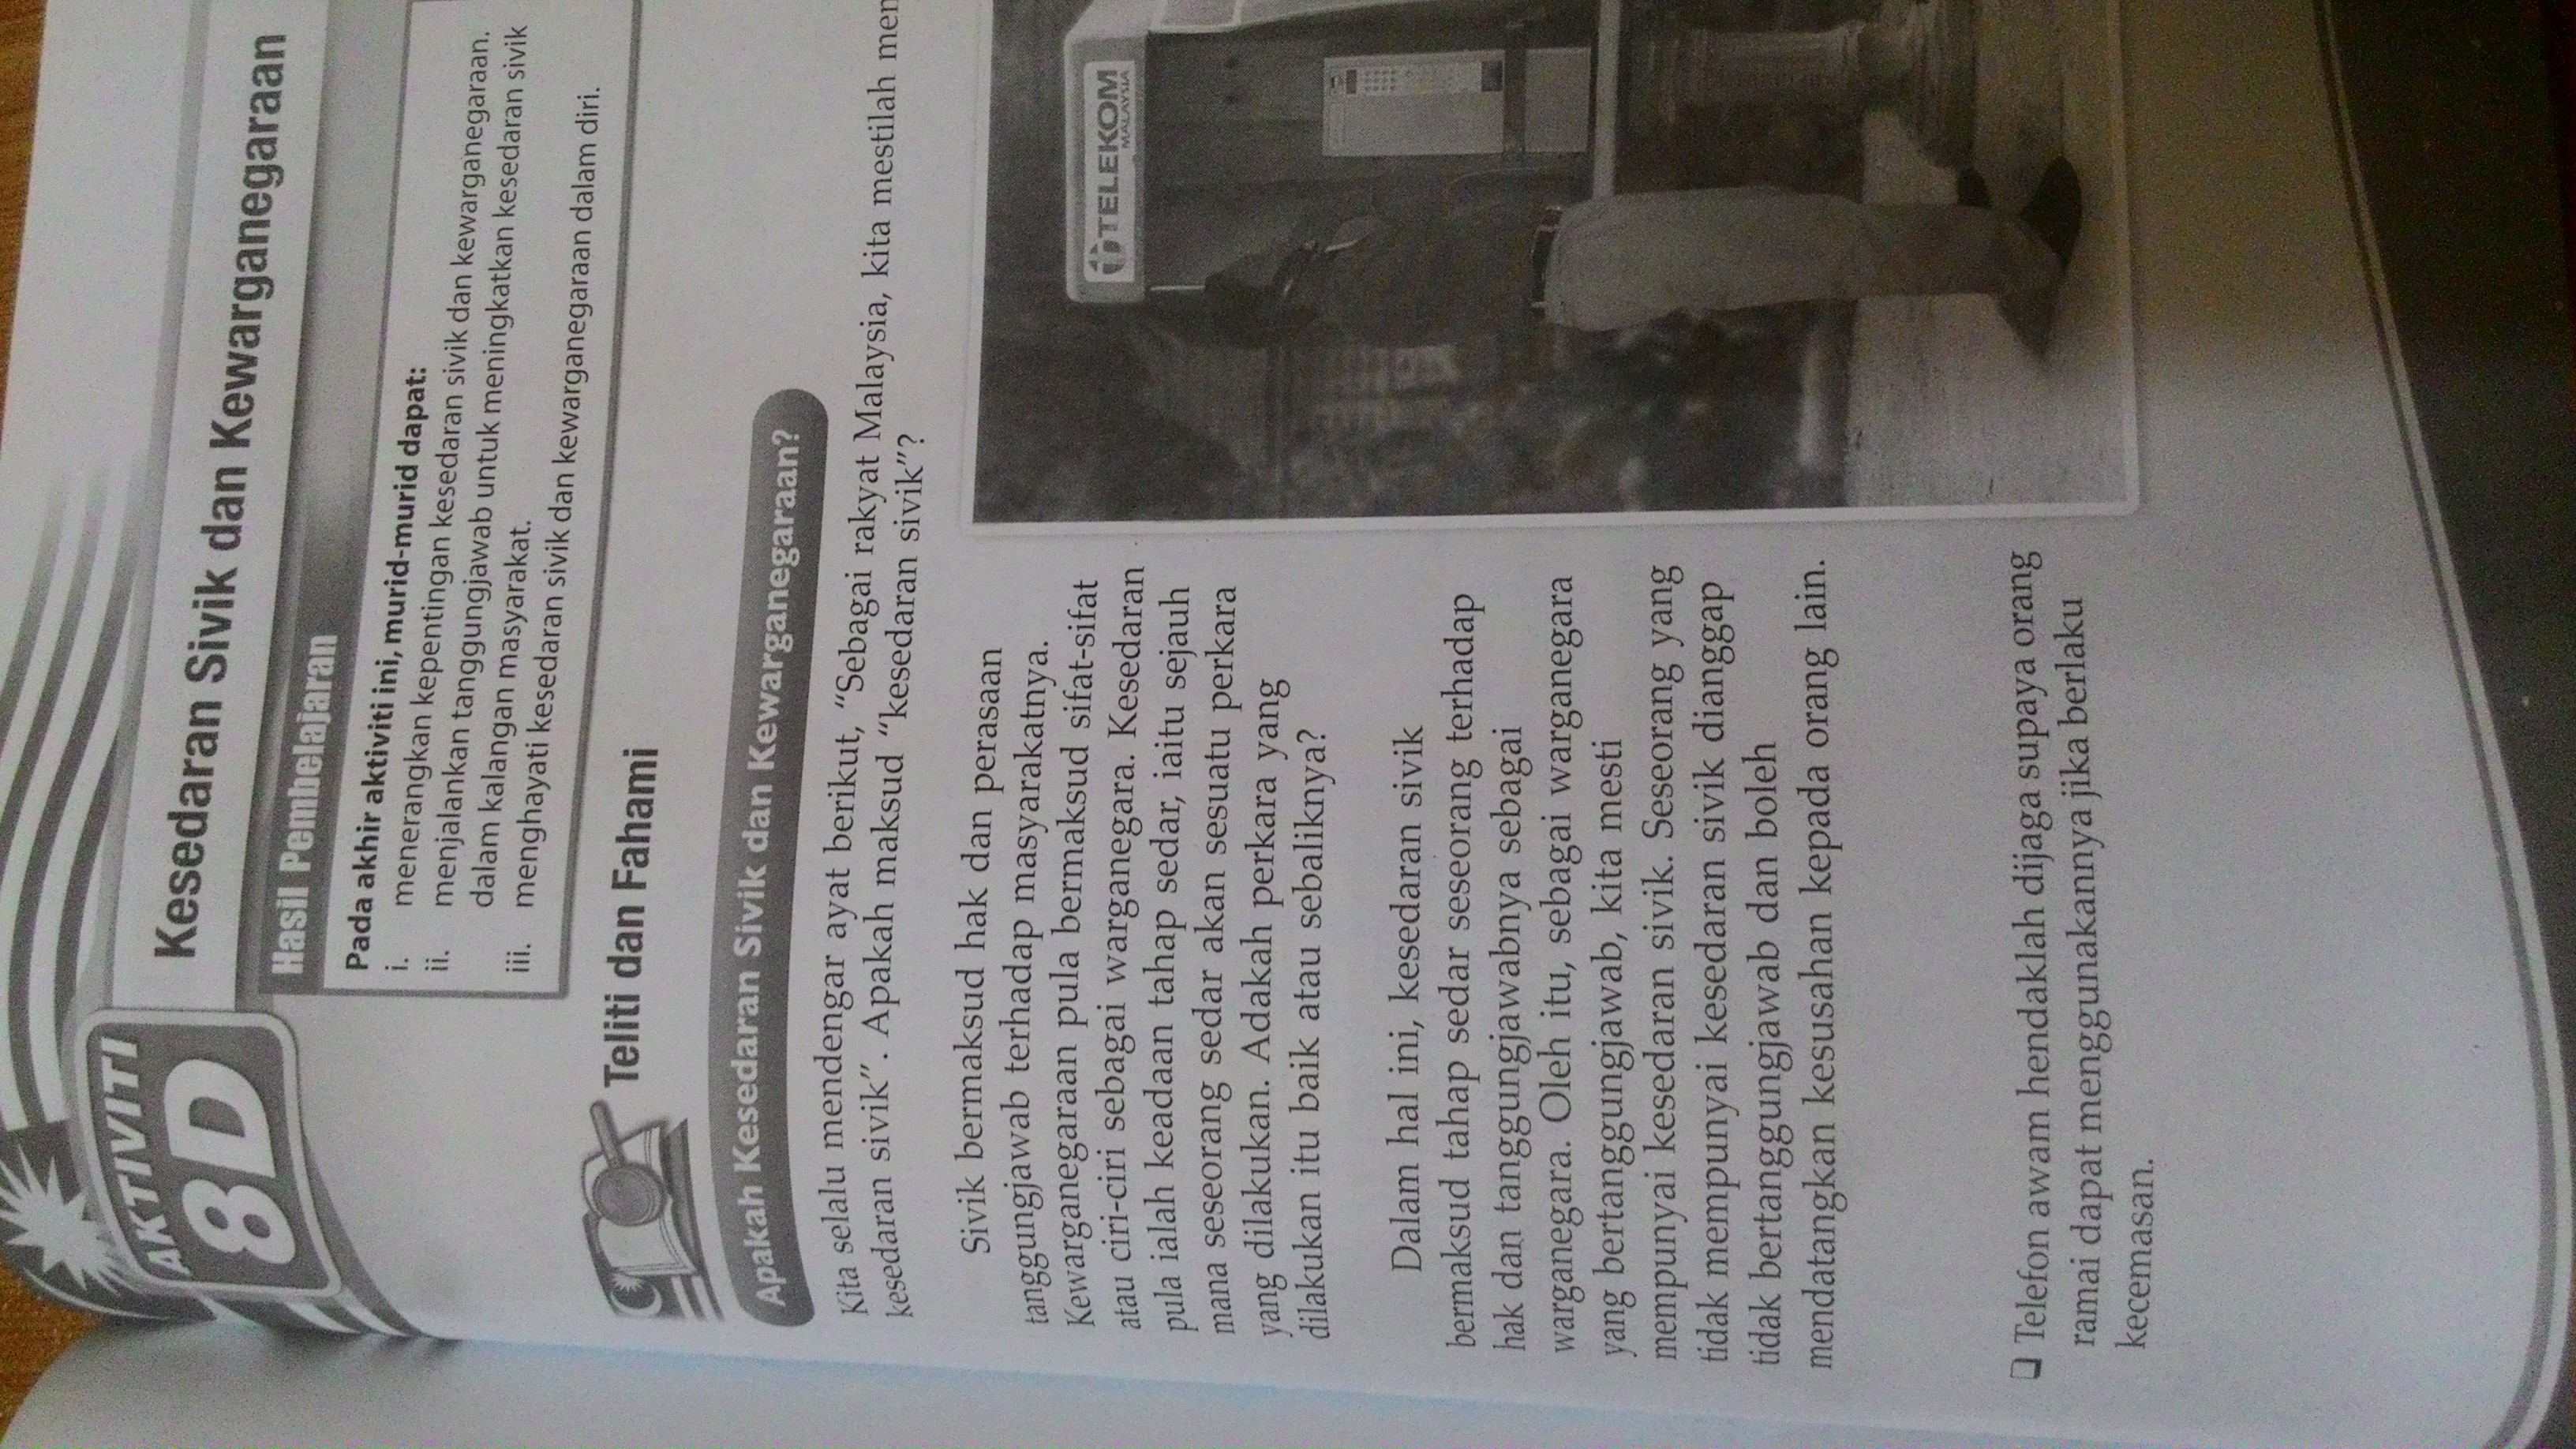 AKTIVITI
8D
Kesedaran Sivik dan Kewarganegaraan
Hasil Pembelajaran
Pada akhir aktiviti ini, murid-murid dapat:
i. menerangkan kepentingan kesedaran sivik dan kewarganegaraan.
ii. menjalankan tanggungjawab untuk meningkatkan kesedaran sivik
dalam kalangan masyarakat.
iii. menghayati kesedaran sivik dan kewarganegaraan dalam diri.
Teliti dan Fahami
Apakah Kesedaran Sivik dan Kewarganegaraan?
Kita selalu mendengar ayat berikut, “Sebagai rakyat Malaysia, kita mestilah
kesedaran sivik”. Apakah maksud “kesedaran sivik”?
Sivik bermaksud hak dan perasaan
tanggungjawab terhadap masyarakatnya.
Kewarganegaraan pula bermaksud sifat-sifat
atau ciri-ciri sebagai warganegara. Kesedaran
pula ialah keadaan tahap sedar, iaitu sejauh
mana seseorang sedar akan sesuatu perkara
yang dilakukan. Adakah perkara yang
dilakukan itu baik atau sebaliknya?
Dalam hal ini, kesedaran sivik
bermaksud tahap sedar seseorang terhadap
hak dan tanggungjawabnya sebagai
warganegara. Oleh itu, sebagai warganegara
yang bertanggungjawab, kita mesti
mempunyai kesedaran sivik. Seseorang yang
tidak mempunyai kesedaran sivik dianggap
tidak bertanggungjawab dan boleh
mendatangkan kesusahan kepada orang lain.
TELEKOM
MALAYSIA
❏ Telefon awam hendaklah dijaga supaya orang
ramai dapat menggunakannya jika berlaku
kecemasan.